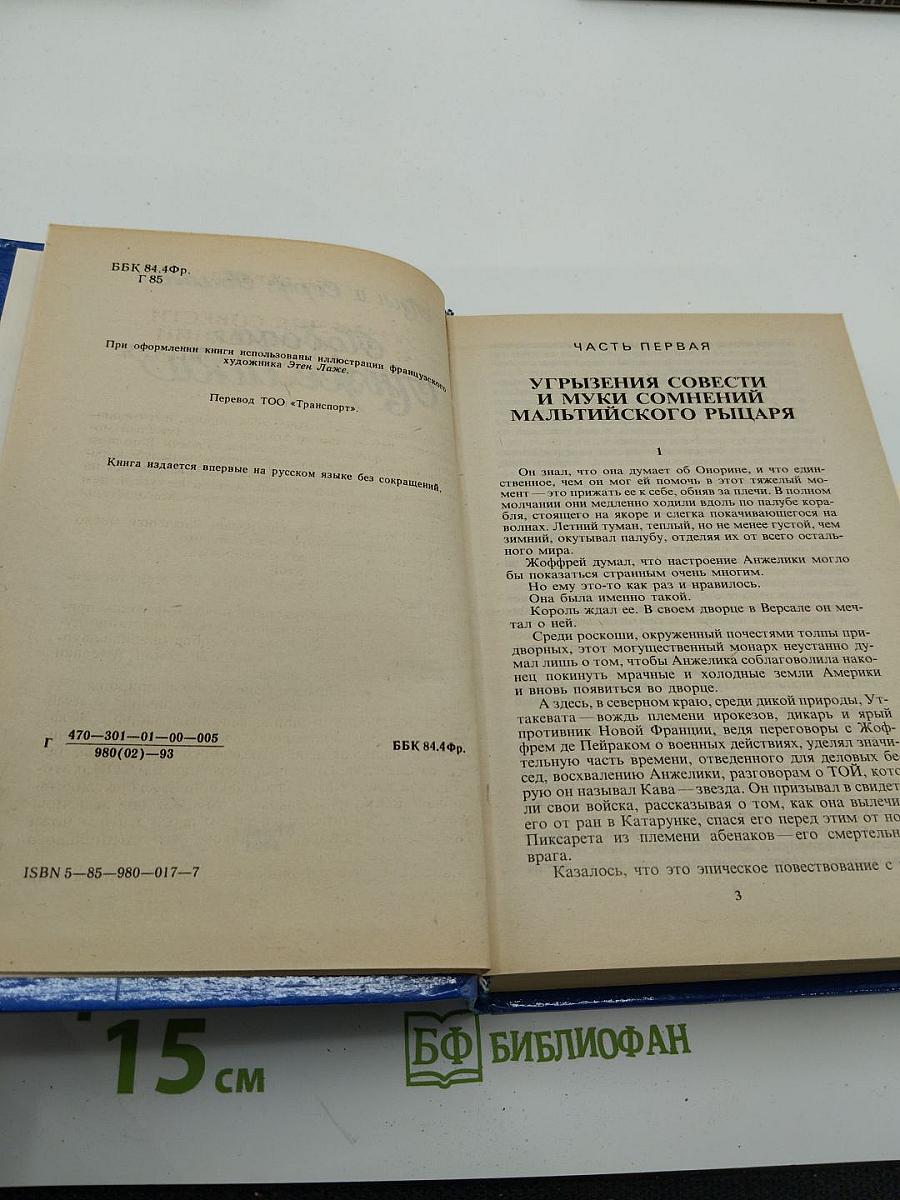 ББК 84.4Фр.
Г 85
При оформлении книги использованы иллюстрации французского
художника Этен Лаже.
Перевод ТОО «Транспорт».
Книга издается впервые на русском языке без сокращений.
Г 470—301—01—00—005
980(02)—93
ББК 84.4Фр.
ISBN 5—85—980—017—7
ЧАСТЬ ПЕРВАЯ
УГРЫЗЕНИЯ СОВЕСТИ
И МУКИ СОМНЕНИЙ
МАЛЬТИЙСКОГО РЫЦАРЯ
1
Он знал, что она думает об Онорине, и что един-
ственное, чем он мог ей помочь в этот тяжелый мо-
мент — это прижать ее к себе, обняв за плечи. В полном
молчании они медленно ходили вдоль по палубе кора-
бля, стоящего на якоре и слегка покачивающегося на
волнах. Летний туман, теплый, но не менее густой, чем
зимний, окутывал палубу, отделяя их от всего осталь-
ного мира.
Жоффрей думал, что настроение Анжелики могло
бы показаться странным очень многим.
Но ему это-то как раз и нравилось.
Она была именно такой.
Король ждал ее. В своем дворце в Версале он меч-
тал о ней.
Среди роскоши, окруженный почестями толпы при-
дворных, этот могущественный монарх неустанно ду-
мал лишь о том, чтобы Анжелика соблаговолила нако-
нец покинуть мрачные и холодные земли Америки
и вновь появиться во дворце.
А здесь, в северном краю, среди дикой природы, Ут-
такевата — вождь племени ирокезов, дикарь и ярый
противник Новой Франции, ведя переговоры с Жоф-
фрем де Пейраком о военных действиях, уделял значи-
тельную часть времени, отведенного для деловых бе-
сед, восхвалению Анжелики, разговорам о ТОЙ, кото
рую он называл Кава — звезда. Он призывал в свидет
ли свои войска, рассказывая о том, как она вылечи
его от ран в Катарунке, спася его перед этим от но
Пиксарета из племени абенаков — его смертельн
врага.
Казалось, что это эпическое повествование с
3
15 см
БФ БИБЛИОФАН